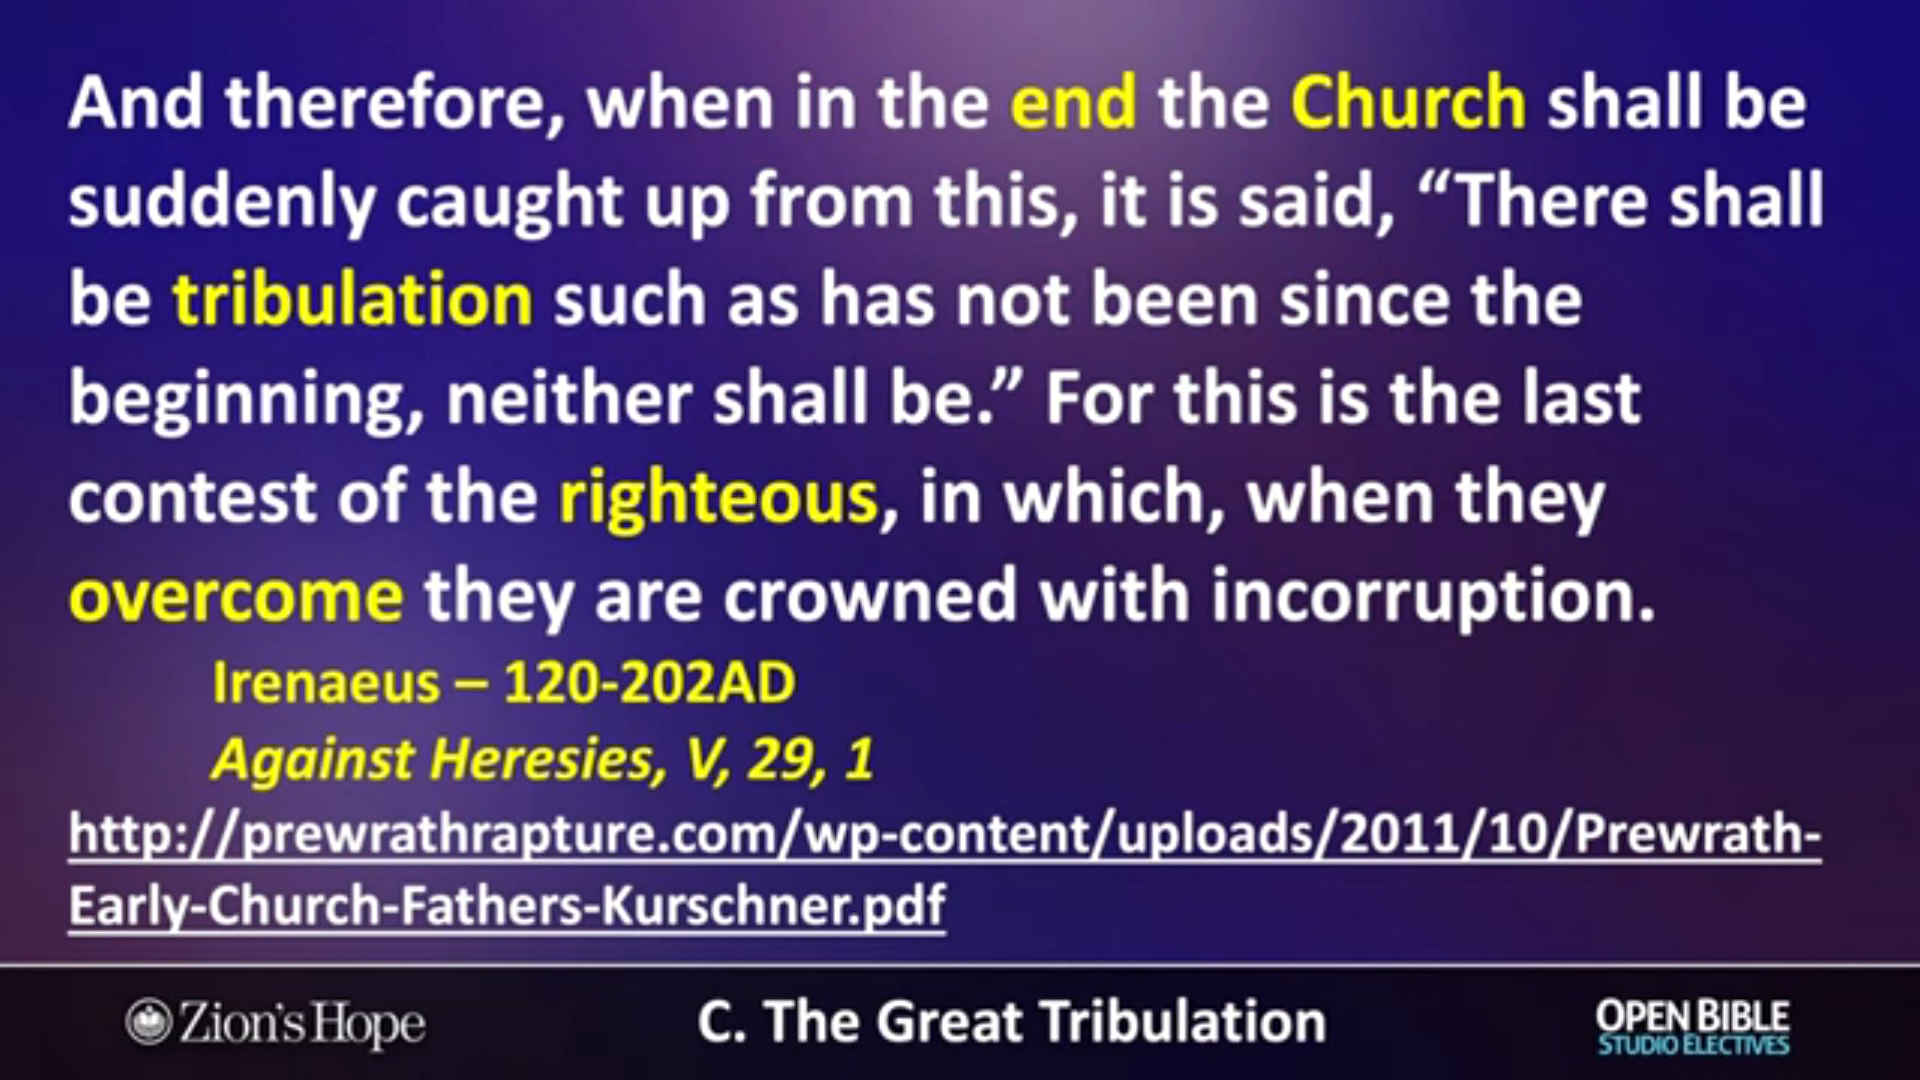 And therefore, when in the end the Church shall be
suddenly caught up from this, it is said, “There shall
be tribulation such as has not been since the
beginning, neither shall be.” For this is the last
contest of the righteous, in which, when they
overcome they are crowned with incorruption.
Irenaeus – 120-202AD
Against Heresies, V, 29, 1
http://prewrathrapture.com/wp-content/uploads/2011/10/Prewrath-
Early-Church-Fathers-Kurschner.pdf
Zion's Hope
C. The Great Tribulation
OPEN BIBLE
STUDIO ELECTIVES